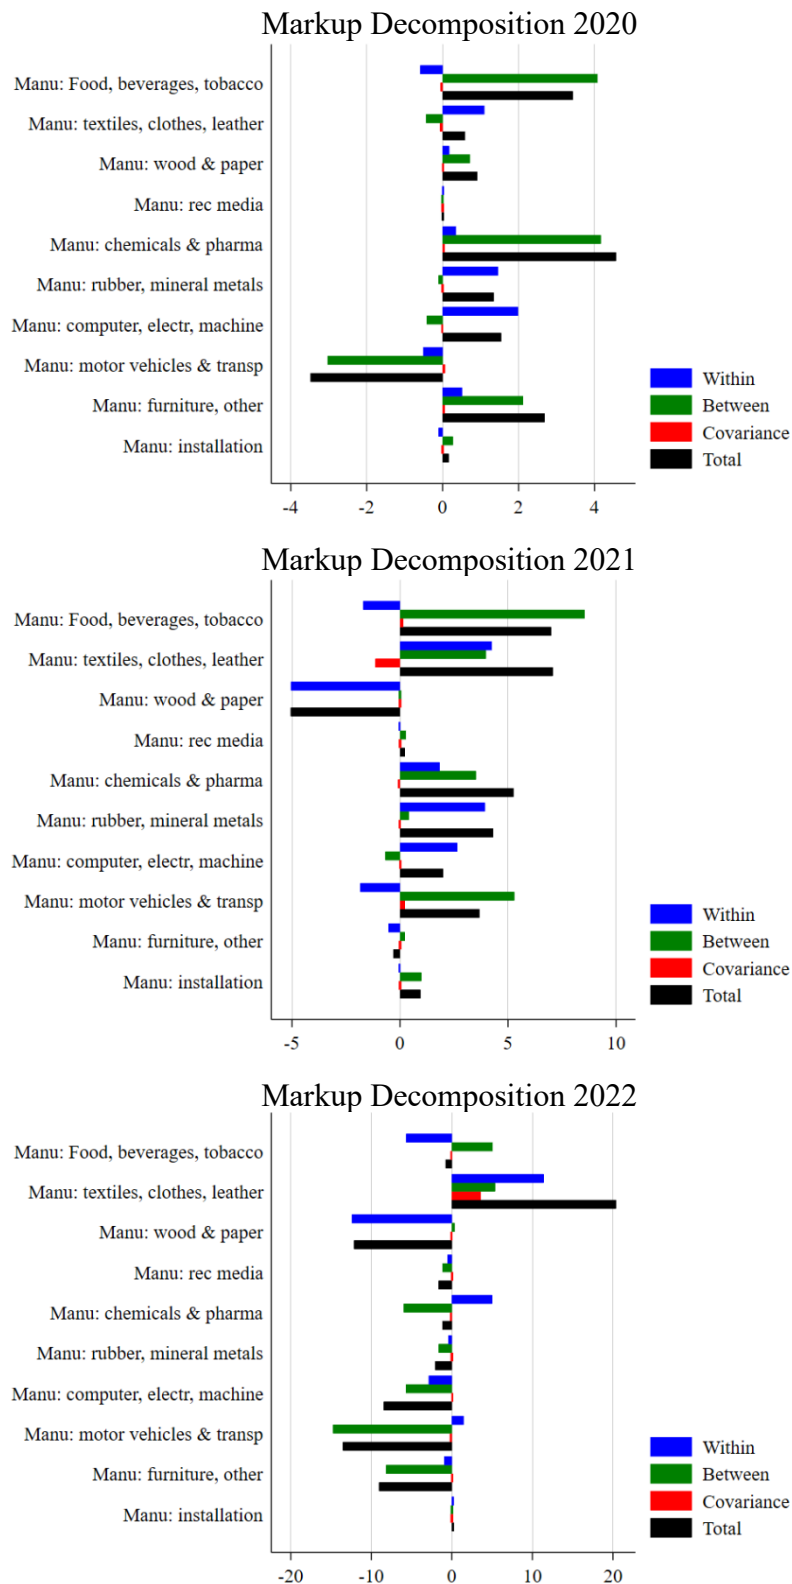 Markup Decomposition 2020
Manu: Food, beverages, tobacco
Manu: textiles, clothes, leather
Manu: wood & paper
Manu: rec media
Manu: chemicals & pharma
Manu: rubber, mineral metals
Manu: computer, electr, machine
Manu: motor vehicles & transp
Manu: furniture, other
Manu: installation
Within
Between
Covariance
Total
-4 -2 0 2 4
Markup Decomposition 2021
Manu: Food, beverages, tobacco
Manu: textiles, clothes, leather
Manu: wood & paper
Manu: rec media
Manu: chemicals & pharma
Manu: rubber, mineral metals
Manu: computer, electr, machine
Manu: motor vehicles & transp
Manu: furniture, other
Manu: installation
Within
Between
Covariance
Total
-5 0 5 10
Markup Decomposition 2022
Manu: Food, beverages, tobacco
Manu: textiles, clothes, leather
Manu: wood & paper
Manu: rec media
Manu: chemicals & pharma
Manu: rubber, mineral metals
Manu: computer, electr, machine
Manu: motor vehicles & transp
Manu: furniture, other
Manu: installation
Within
Between
Covariance
Total
-20 -10 0 10 20